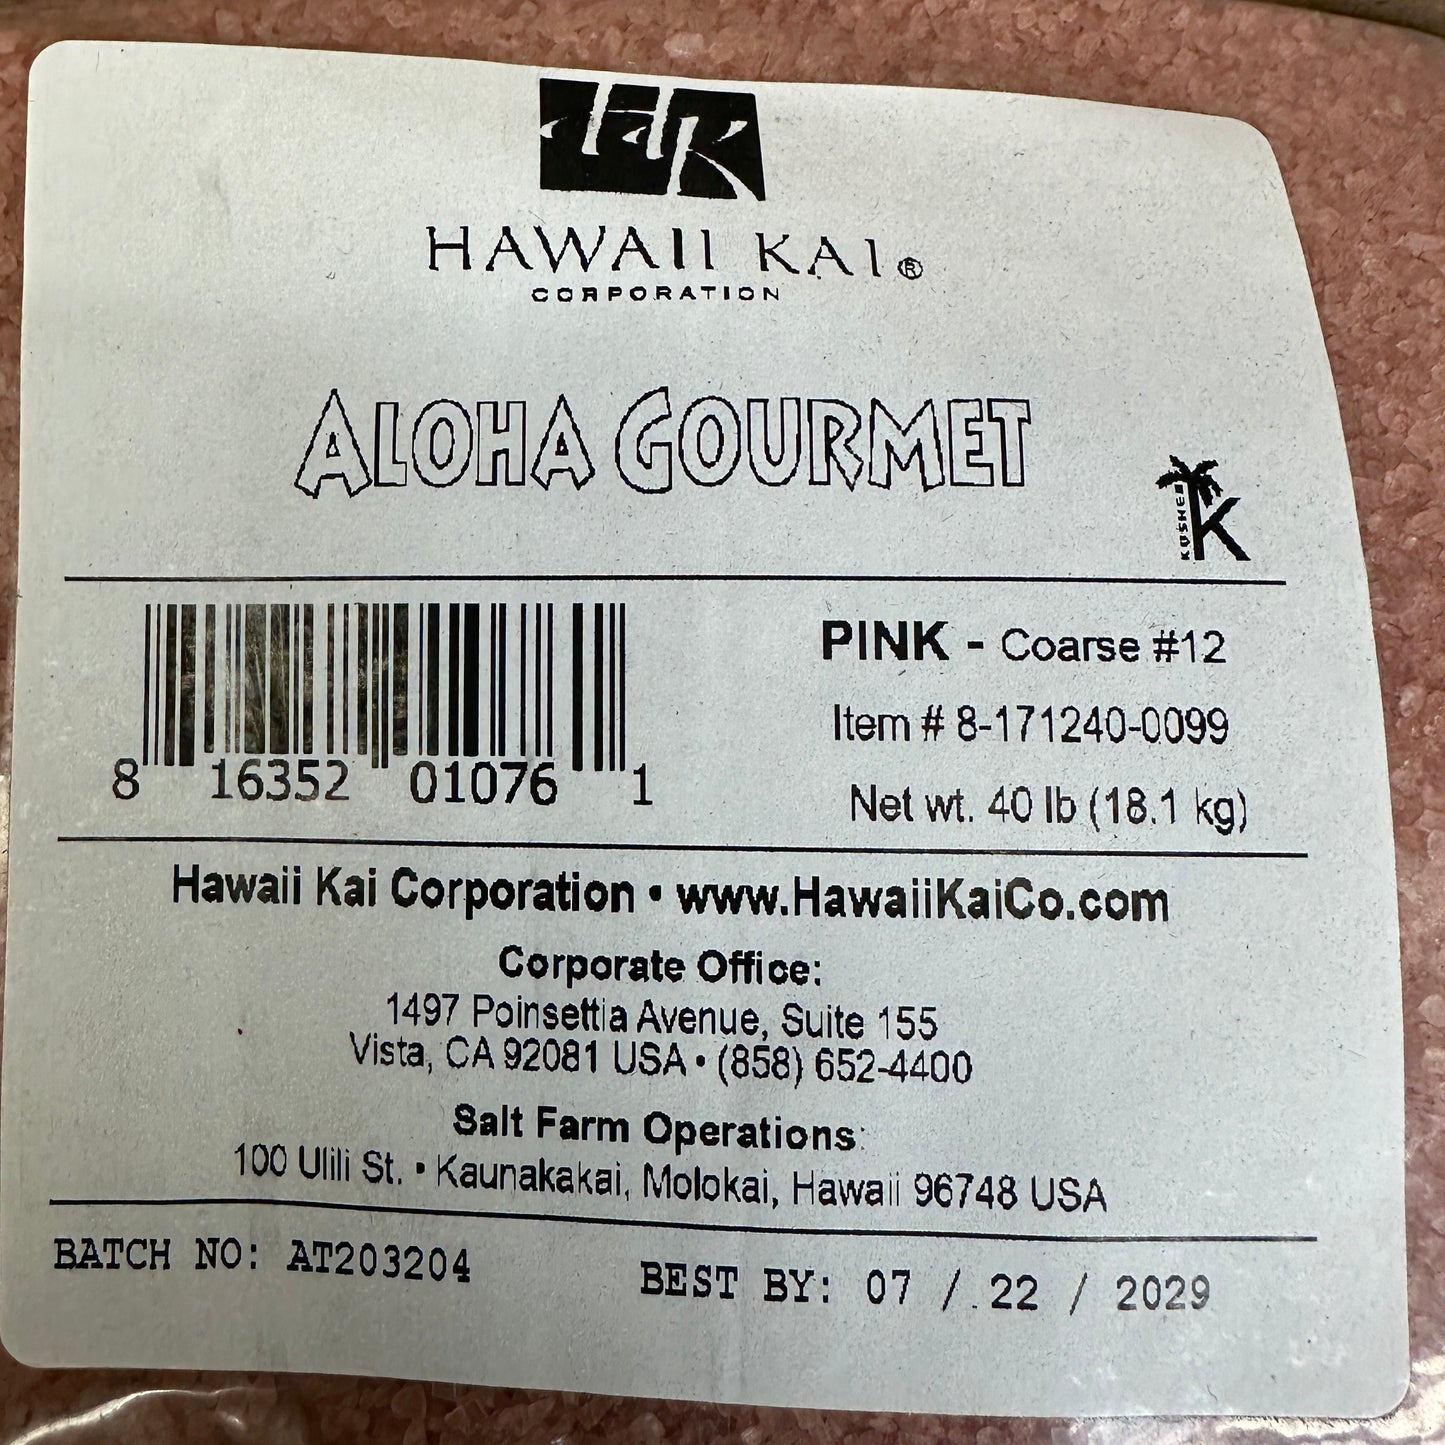 HK
HAWAII KAI®
CORPORATION
ALOHA GOURMET
KOSHER
K
PINK - Coarse #12
Item # 8-171240-0099
Net wt. 40 lb (18.1 kg)
8 16352 01076 1
Hawaii Kai Corporation • www.HawaiiKaiCo.com
Corporate Office:
1497 Poinsettia Avenue, Suite 155
Vista, CA 92081 USA • (858) 652-4400
Salt Farm Operations:
100 Ulili St. • Kaunakakai, Molokai, Hawaii 96748 USA
BATCH NO: AT203204
BEST BY: 07 / 22 / 2029